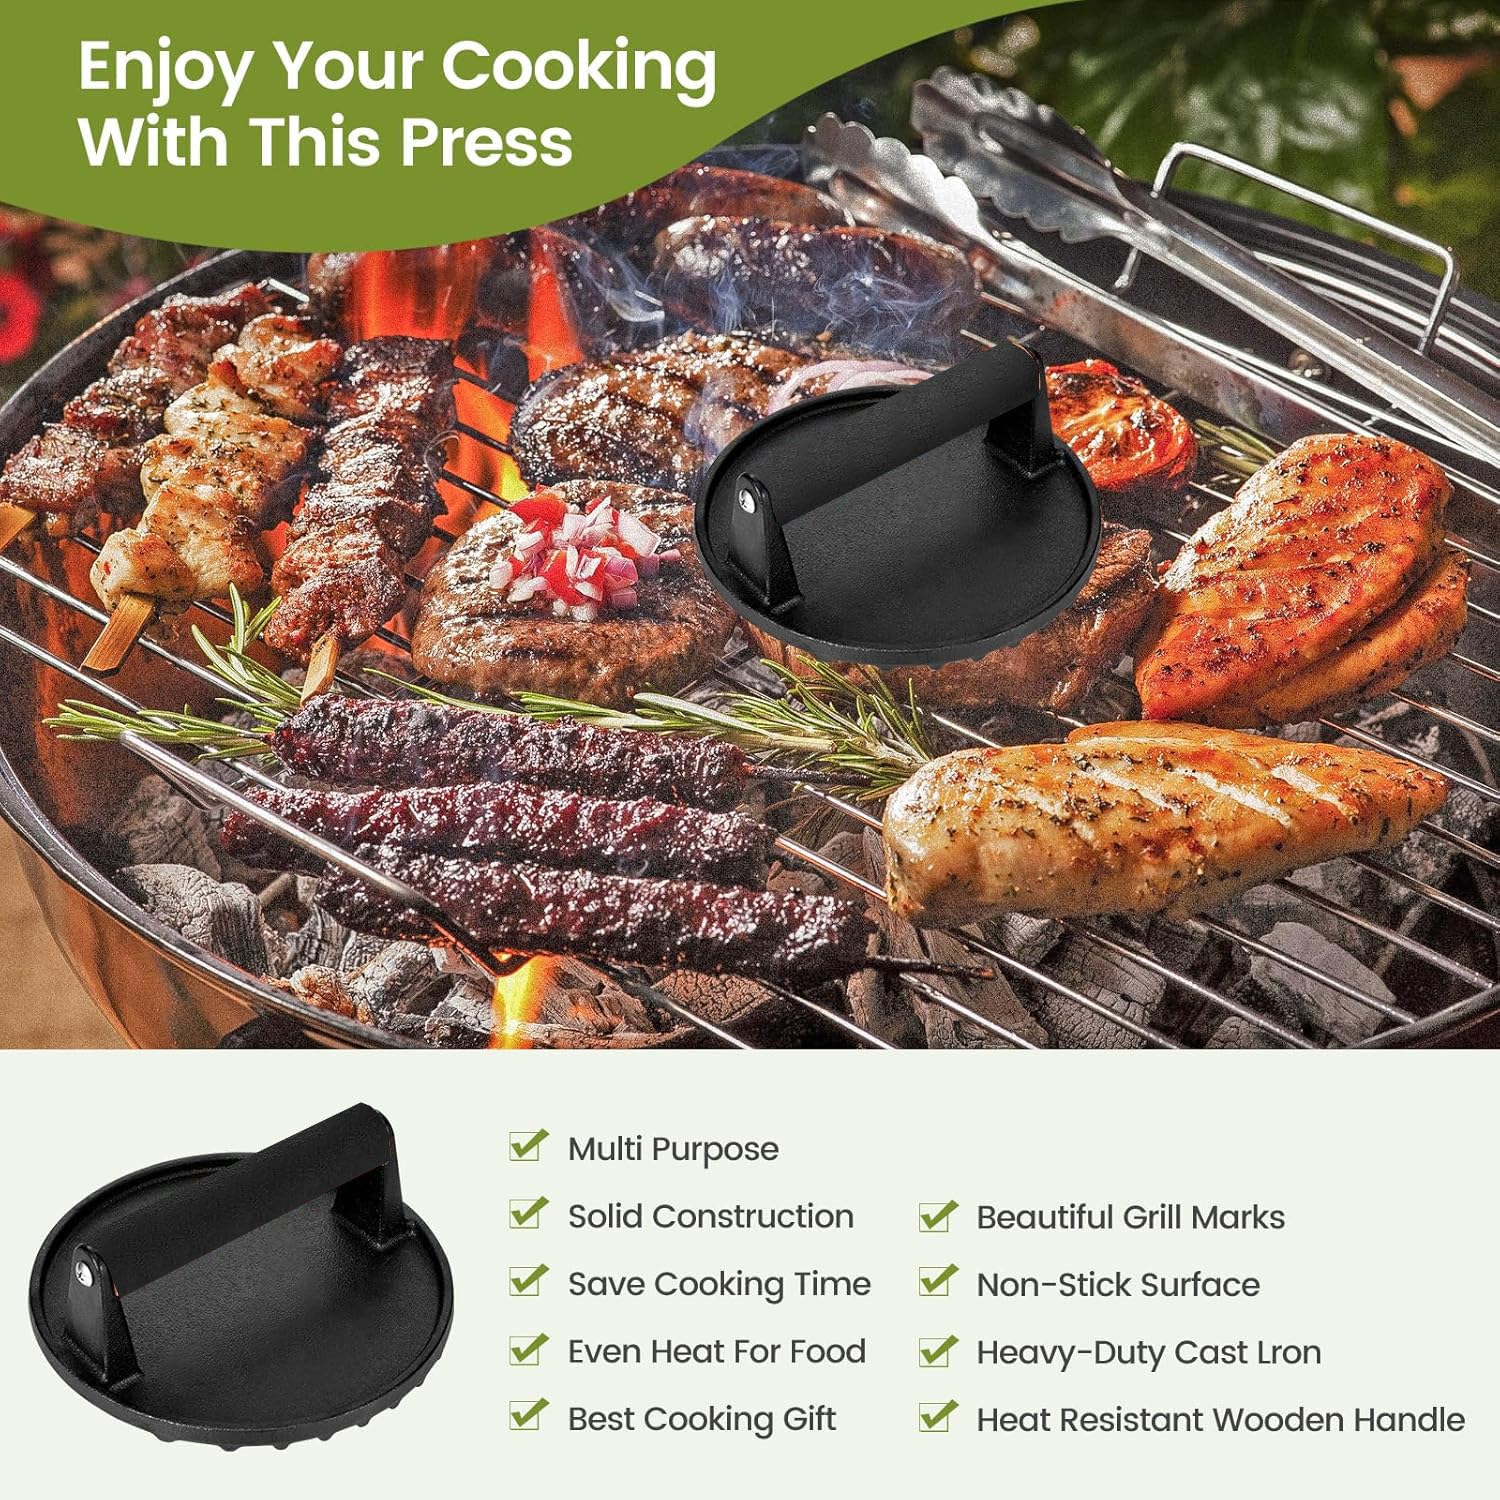 Enjoy Your Cooking
With This Press
Multi Purpose
Solid Construction
Save Cooking Time
Even Heat For Food
Best Cooking Gift
Beautiful Grill Marks
Non-Stick Surface
Heavy-Duty Cast Lron
Heat Resistant Wooden Handle